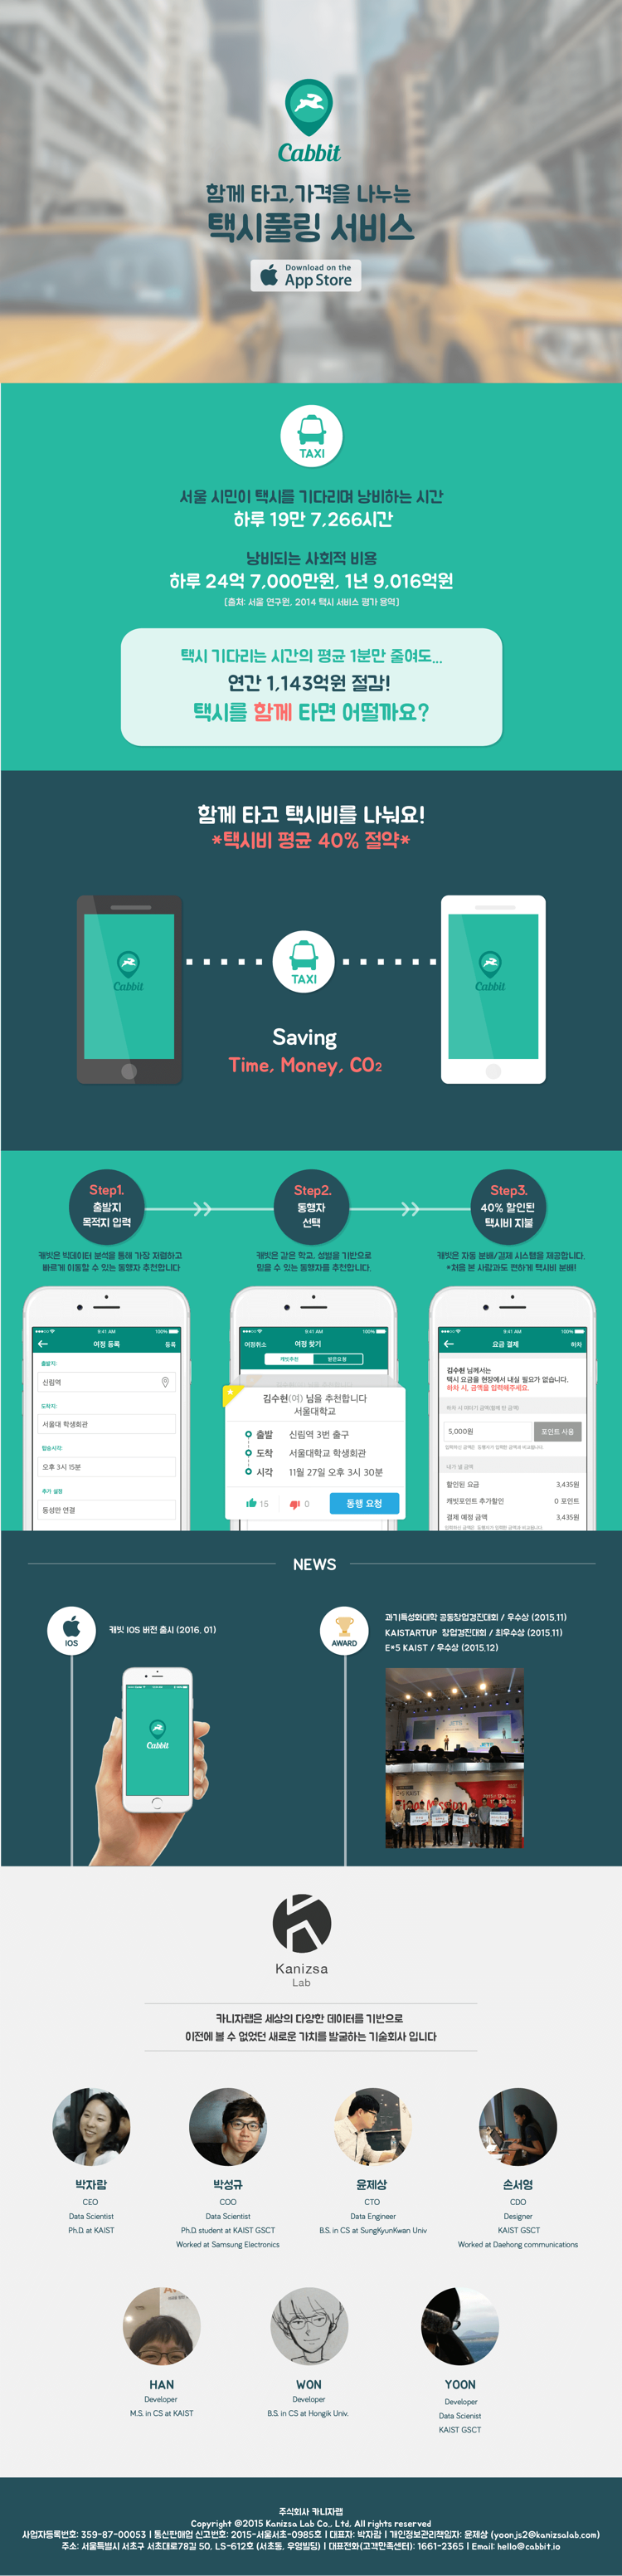 Cabbit
함께 타고,가격을 나누는
택시풀링 서비스
Download on the
App Store
TAXI
서울 시민이 택시를 기다리며 낭비하는 시간
하루 19만 7,266시간
낭비되는 사회적 비용
하루 24억 7,000만원, 1년 9,016억원
[출처: 서울 연구원, 2014 택시 서비스 평가 용역]
택시 기다리는 시간의 평균 1분만 줄여도...
연간 1,143억원 절감!
택시를 함께 타면 어떨까요?
함께 타고 택시비를 나눠요!
*택시비 평균 40% 절약*
Cabbit
TAXI
Cabbit
Saving
Time, Money, CO2
Step1.
출발지
목적지 입력
Step2.
동행자
선택
Step3.
40% 할인된
택시비 지불
캐빗은 빅데이터 분석을 통해 가장 저렴하고
빠르게 이동할 수 있는 동행자 추천합니다
캐빗은 같은 학교, 성별을 기반으로
믿을 수 있는 동행자를 추천합니다.
캐빗은 자동 분배/결제 시스템을 제공합니다.
*처음 본 사람과도 편하게 택시비 분배!
9:41 AM 100%
여정 등록 등록
출발지:
신림역
도착지:
서울대 학생회관
탑승시각:
오후 3시 15분
추가 설정
동성만 연결
9:41 AM 100%
여정취소 여정 찾기
캐빗추천 받은요청
김수현(여) 님을 추천합니다
서울대학교
출발 신림역 3번 출구
도착 서울대학교 학생회관
시각 11월 27일 오후 3시 30분
15 0 동행 요청
9:41 AM 100%
요금 결제 하차
김수현 님께서는
택시 요금을 현장에서 내실 필요가 없습니다.
하차 시, 금액을 입력해주세요.
5,000원 포인트 사용
내가 낼 금액
할인된 요금 3,435원
캐빗포인트 추가할인 0 포인트
결제 예정 금액 3,435원
NEWS
IOS
캐빗 IOS 버전 출시 (2016. 01)
Cabbit
AWARD
과기특성화대학 공동창업경진대회 / 우수상 (2015.11)
KAISTARTUP 창업경진대회 / 최우수상 (2015.11)
E*5 KAIST / 우수상 (2015.12)
Kanizsa
Lab
카니자랩은 세상의 다양한 데이터를 기반으로
이전에 볼 수 없었던 새로운 가치를 발굴하는 기술회사 입니다
박자람
CEO
Data Scientist
Ph.D. at KAIST
박성규
COO
Data Scientist
Ph.D. student at KAIST GSCT
Worked at Samsung Electronics
윤제상
CTO
Data Engineer
B.S. in CS at SungKyunKwan Univ
손서영
CDO
Designer
KAIST GSCT
Worked at Daehong communications
HAN
Developer
M.S. in CS at KAIST
WON
Developer
B.S. in CS at Hongik Univ.
YOON
Developer
Data Scienist
KAIST GSCT
주식회사 카니자랩
Copyright @2015 Kanizsa Lab Co., Ltd, All rights reserved
사업자등록번호: 359-87-00053 | 통신판매업 신고번호: 2015-서울서초-0985호 | 대표자: 박자람 | 개인정보관리책임자: 윤제상 (yoonjs2@kanizsalab.com)
주소: 서울특별시 서초구 서초대로78길 50, LS-612호 (서초동, 우영빌딩) | 대표전화(고객만족센터): 1661-2365 | Email: hello@cabbit.io